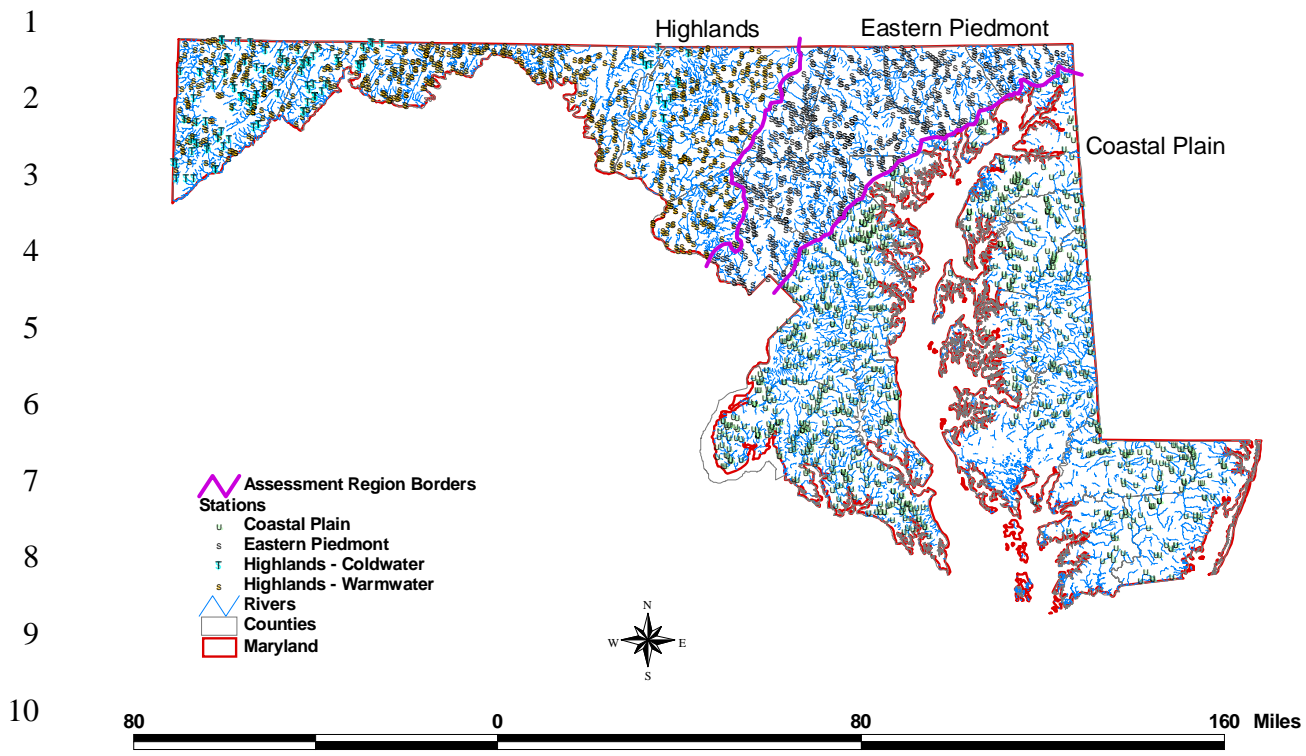 1
Highlands
Eastern Piedmont
2
Coastal Plain
3
4
5
6
7
Assessment Region Borders
Stations
u Coastal Plain
s Eastern Piedmont
8
T Highlands - Coldwater
s Highlands - Warmwater
Rivers
Counties
9
Maryland
N
W
E
S
10
80
0
80
160 Miles